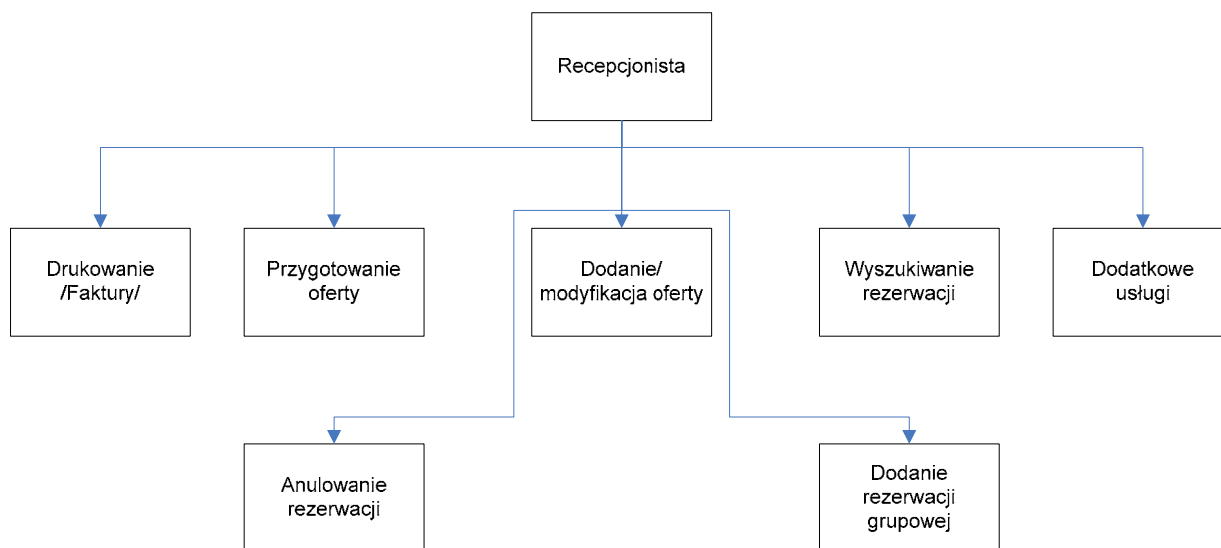 Recepcjonista
Drukowanie
/Faktury/
Przygotowanie
oferty
Dodanie/
modyfikacja oferty
Wyszukiwanie
rezerwacji
Dodatkowe
usługi
Anulowanie
rezerwacji
Dodanie
rezerwacji
grupowej